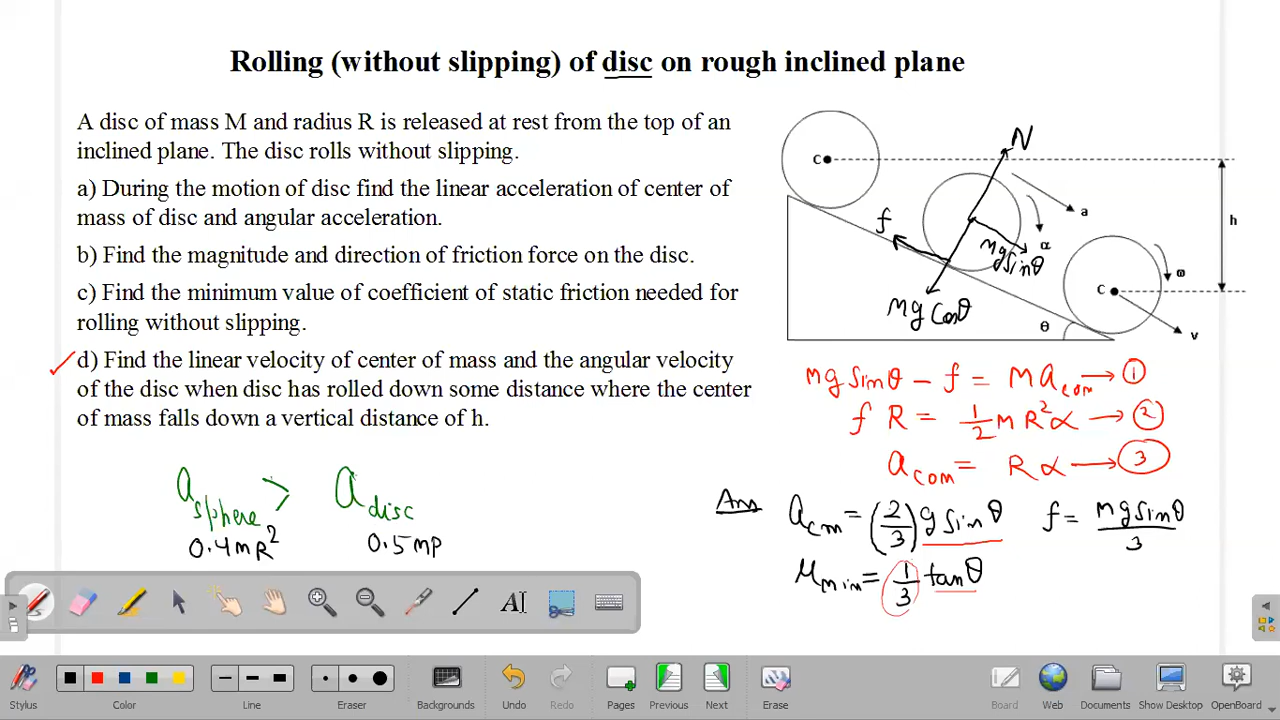 Rolling (without slipping) of disc on rough inclined plane
A disc of mass M and radius R is released at rest from the top of an
inclined plane. The disc rolls without slipping.
a) During the motion of disc find the linear acceleration of center of
mass of disc and angular acceleration.
b) Find the magnitude and direction of friction force on the disc.
c) Find the minimum value of coefficient of static friction needed for
rolling without slipping.
d) Find the linear velocity of center of mass and the angular velocity
of the disc when disc has rolled down some distance where the center
of mass falls down a vertical distance of h.
a sphere > a disc
0.4mR² 0.5mP
C
N
f
a
α
mg sinθ
mg cosθ
h
C
ω
θ
v
mg sinθ - f = M a com → ①
f R = 1/2 M R² α → ②
a com = R α → ③
Ans a cm = (2/3) g sinθ f = mg sinθ / 3
μ min = 1/3 tanθ
Stylus
Color
Line
Eraser
Backgrounds
Undo
Redo
Pages
Previous
Next
Erase
Board
Web
Documents
Show Desktop
OpenBoard